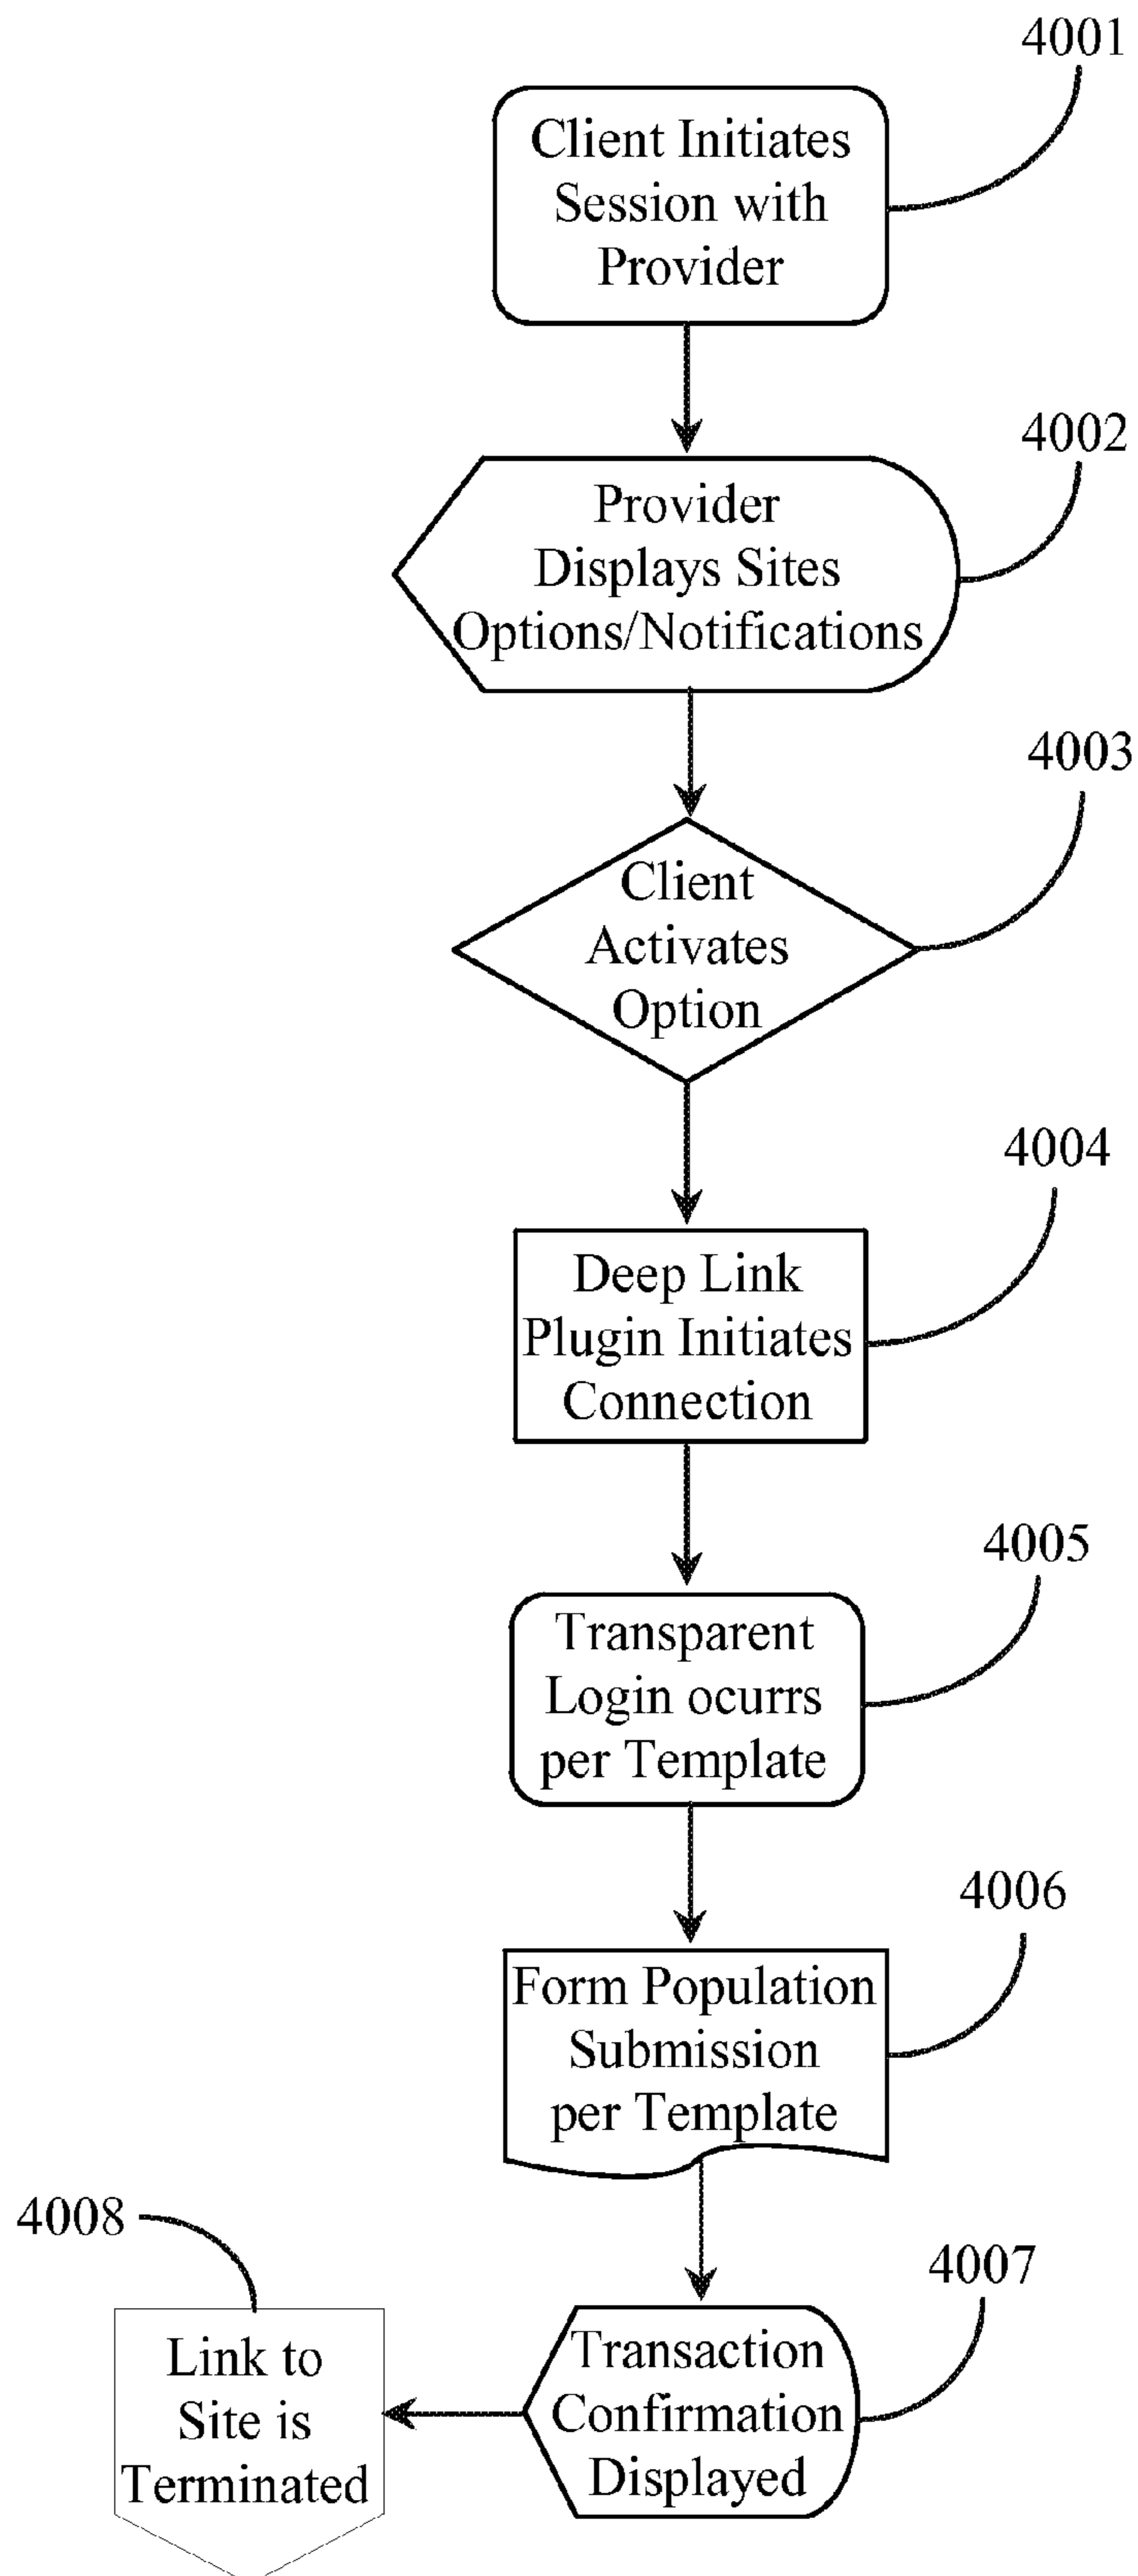 4001
Client Initiates
Session with
Provider
4002
Provider
Displays Sites
Options/Notifications
4003
Client
Activates
Option
4004
Deep Link
Plugin Initiates
Connection
4005
Transparent
Login ocurrs
per Template
4006
Form Population
Submission
per Template
4007
Transaction
Confirmation
Displayed
4008
Link to
Site is
Terminated